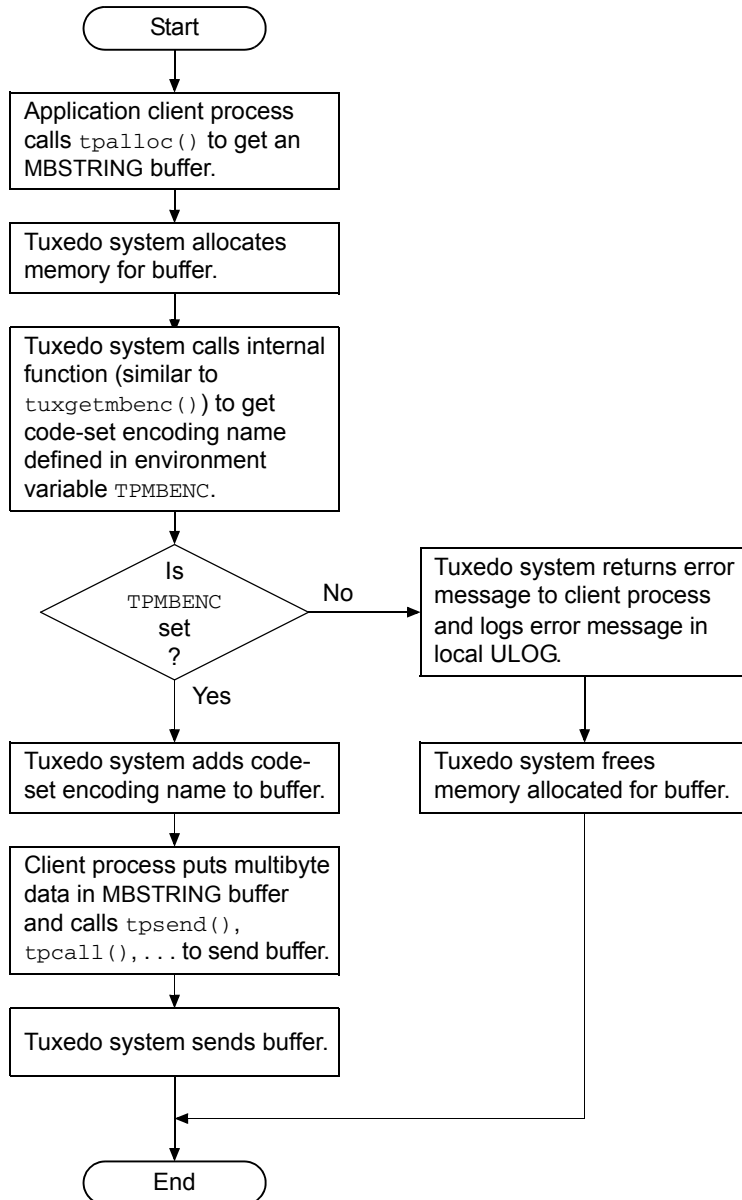 Start
Application client process
calls tpalloc() to get an
MBSTRING buffer.
Tuxedo system allocates
memory for buffer.
Tuxedo system calls internal
function (similar to
tuxgetmbenc()) to get
code-set encoding name
defined in environment
variable TPMBENC.
Is
TPMBENC
set
?
No
Yes
Tuxedo system returns error
message to client process
and logs error message in
local ULOG.
Tuxedo system adds code-
set encoding name to buffer.
Tuxedo system frees
memory allocated for buffer.
Client process puts multibyte
data in MBSTRING buffer
and calls tpsend(),
tpcall(),... to send buffer.
Tuxedo system sends buffer.
End